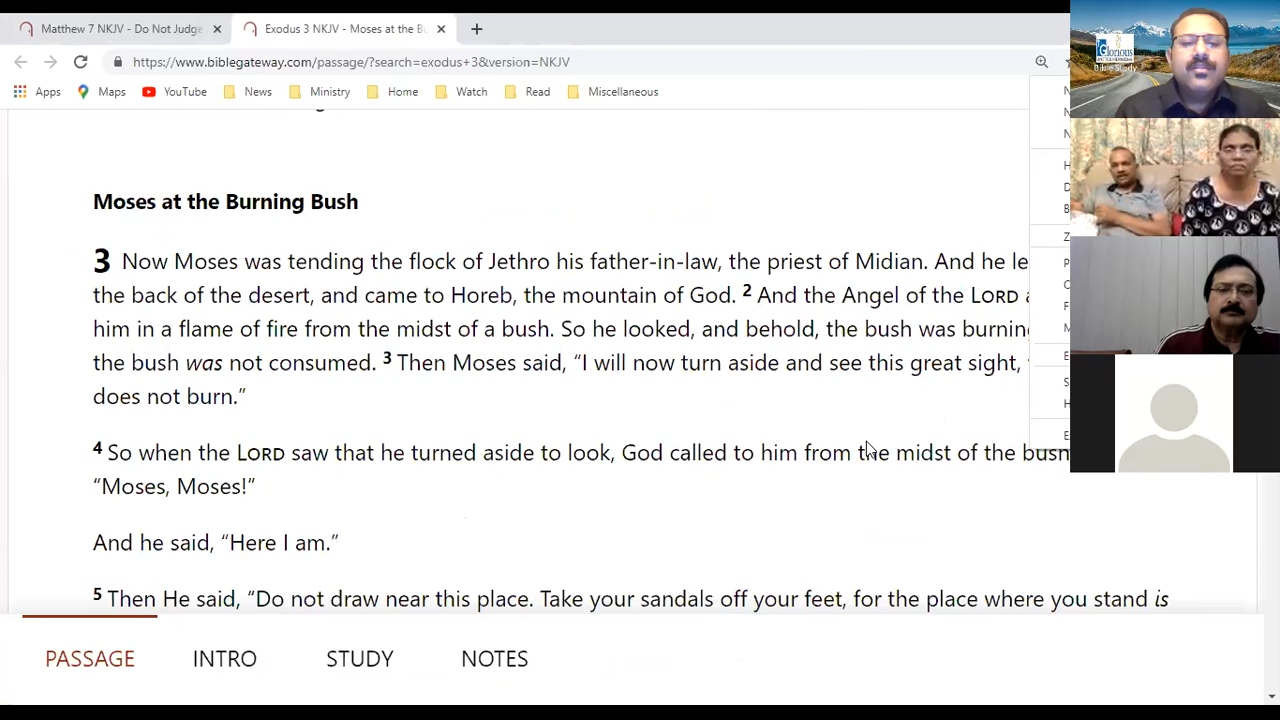 Matthew 7 NKJV - Do Not Judge
Exodus 3 NKJV - Moses at the Bu
https://www.biblegateway.com/passage/?sear xodus+3&version=NKJV
Apps Maps YouTube News Ministry Home Watch Read Miscellaneous
Moses at the Burning Bush
3 Now Moses was tending the flock of Jethro his father-in-law, the priest of Midian. And he le
the back of the desert, and came to Horeb, the mountain of God. 2 And the Angel of the LORD a
him in a flame of fire from the midst of a bush. So he looked, and behold, the bush was burnin
the bush was not consumed. 3 Then Moses said, “I will now turn aside and see this great sight,
does not burn.”
4 So when the LORD saw that he turned aside to look, God called to him from the midst of the bush
“Moses, Moses!”
And he said, “Here I am.”
5 Then He said, “Do not draw near this place. Take your sandals off your feet, for the place where you stand is
PASSAGE INTRO STUDY NOTES
Glorious
Bible Study